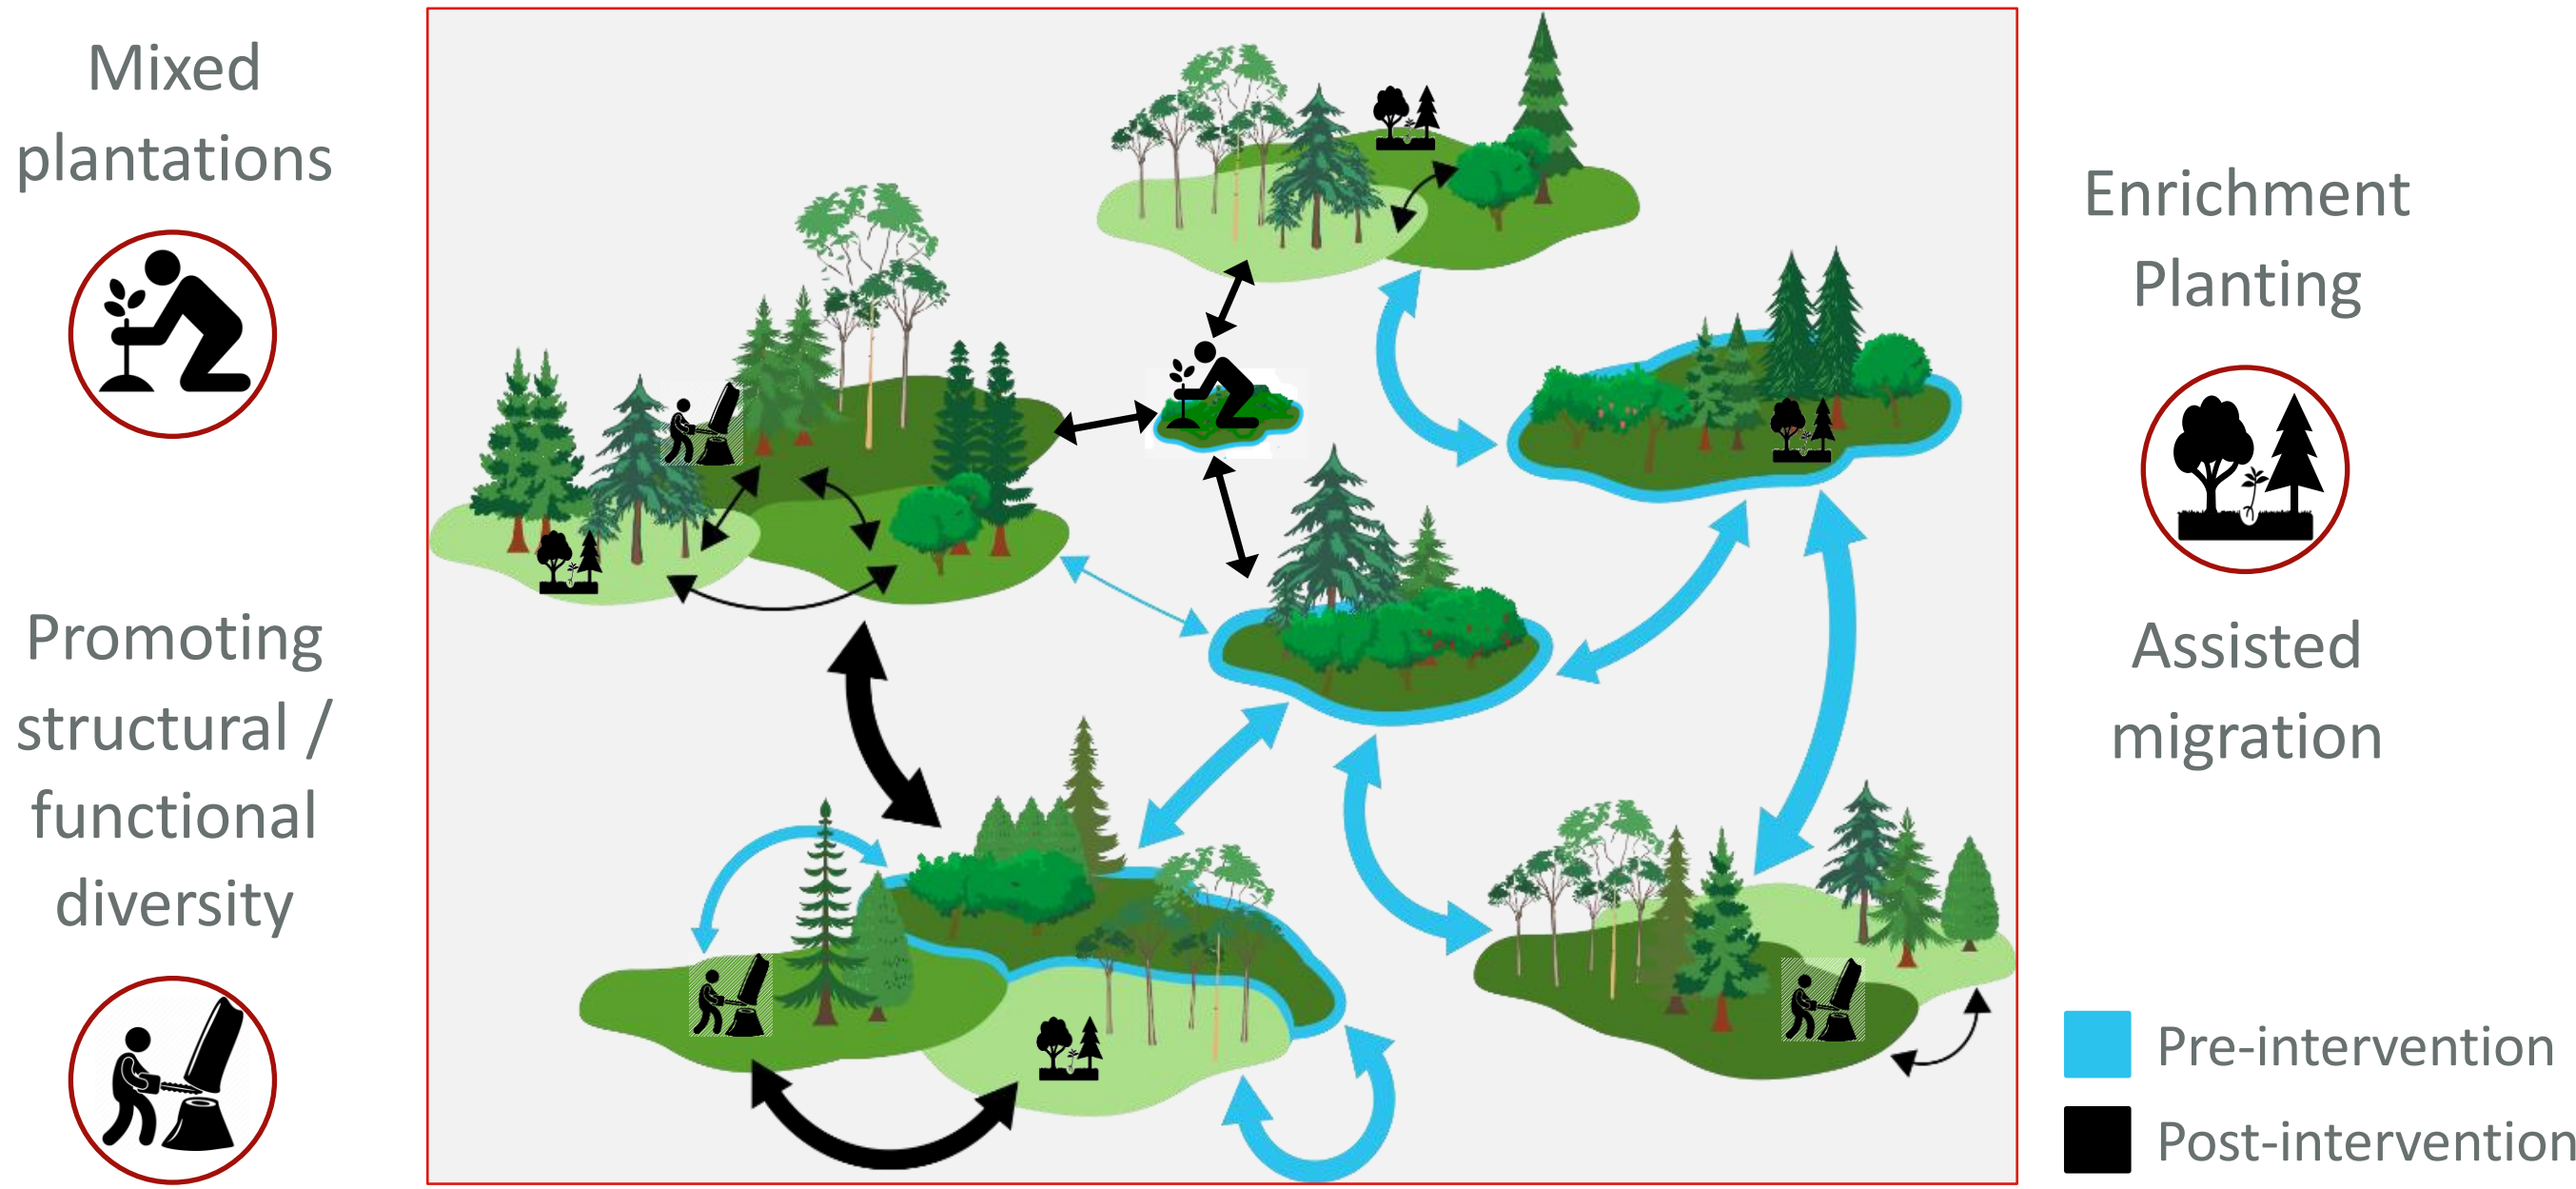 Mixed
plantations
Promoting
structural /
functional
diversity
Enrichment
Planting
Assisted
migration
Pre-intervention
Post-intervention